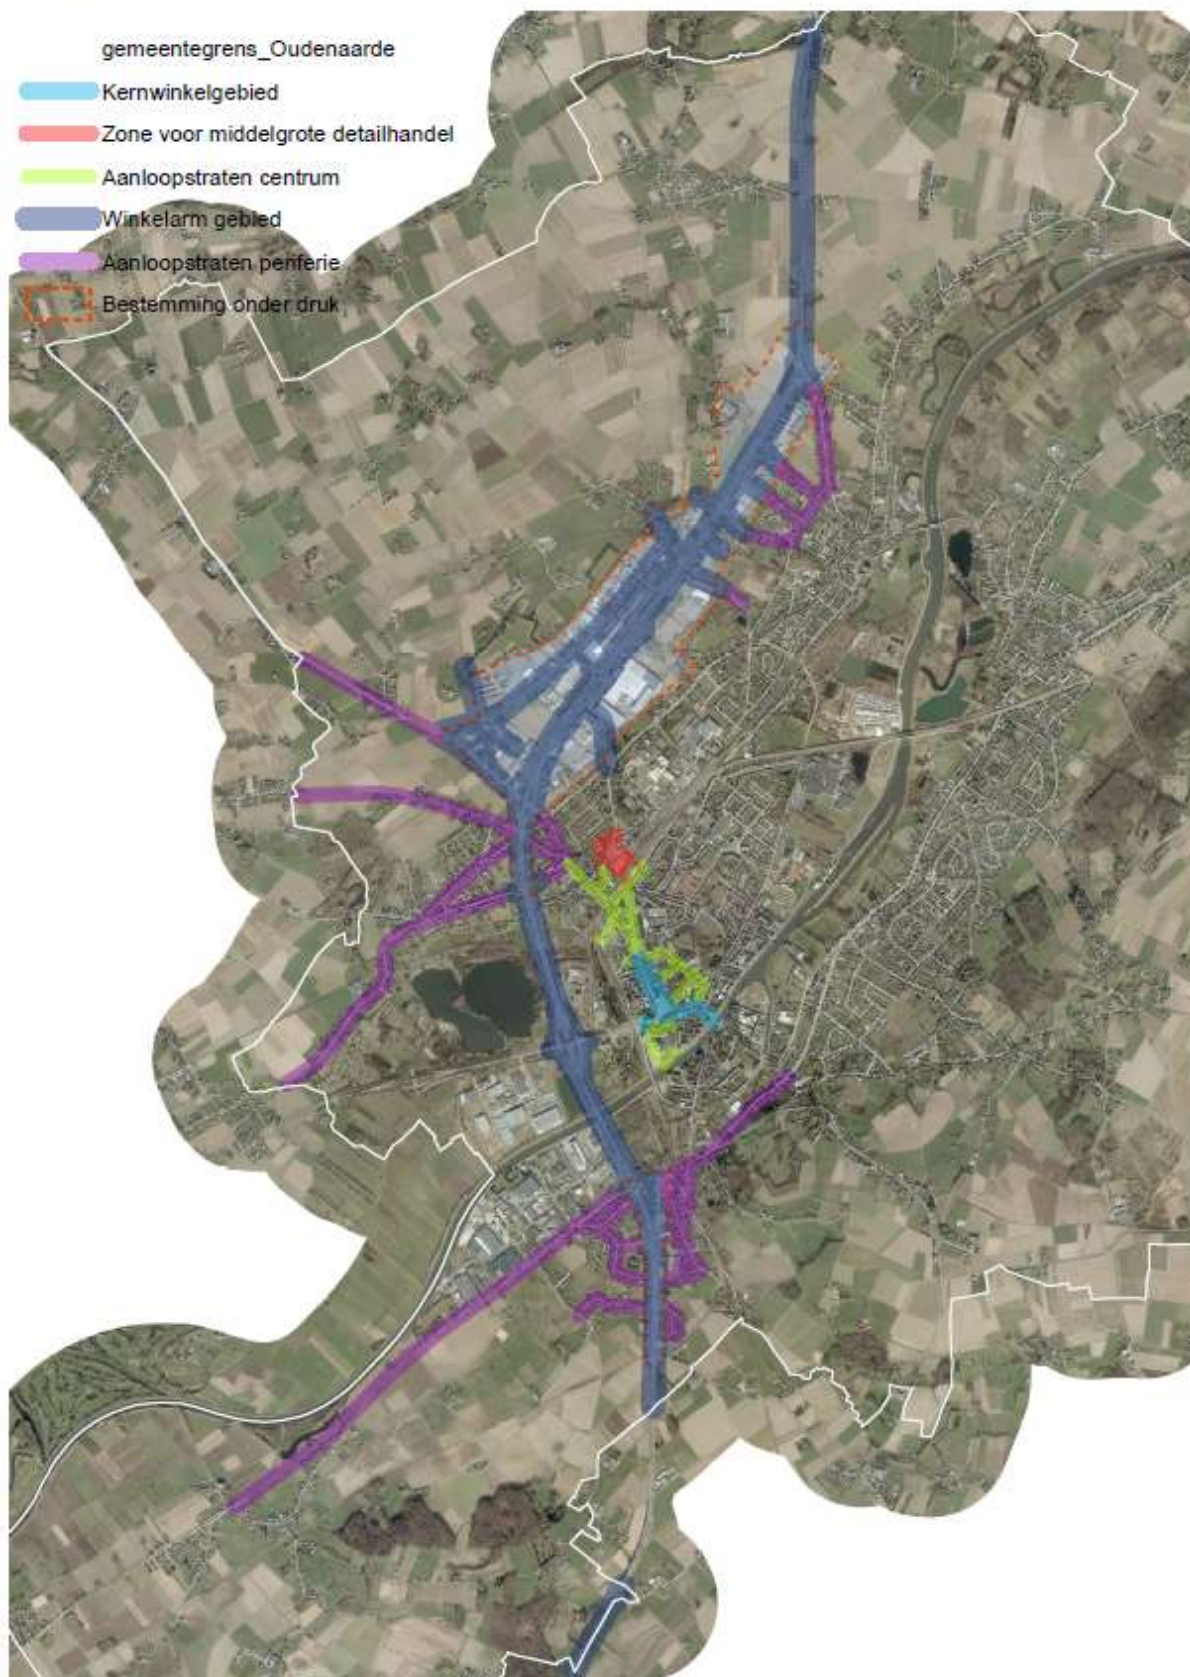 gemeentegrens_Oudenaarde
Kernwinkelgebied
Zone voor middelgrote detailhandel
Aanloopstraten centrum
Winkelarm gebied
Aanloopstraten periferie
Bestemming onder druk